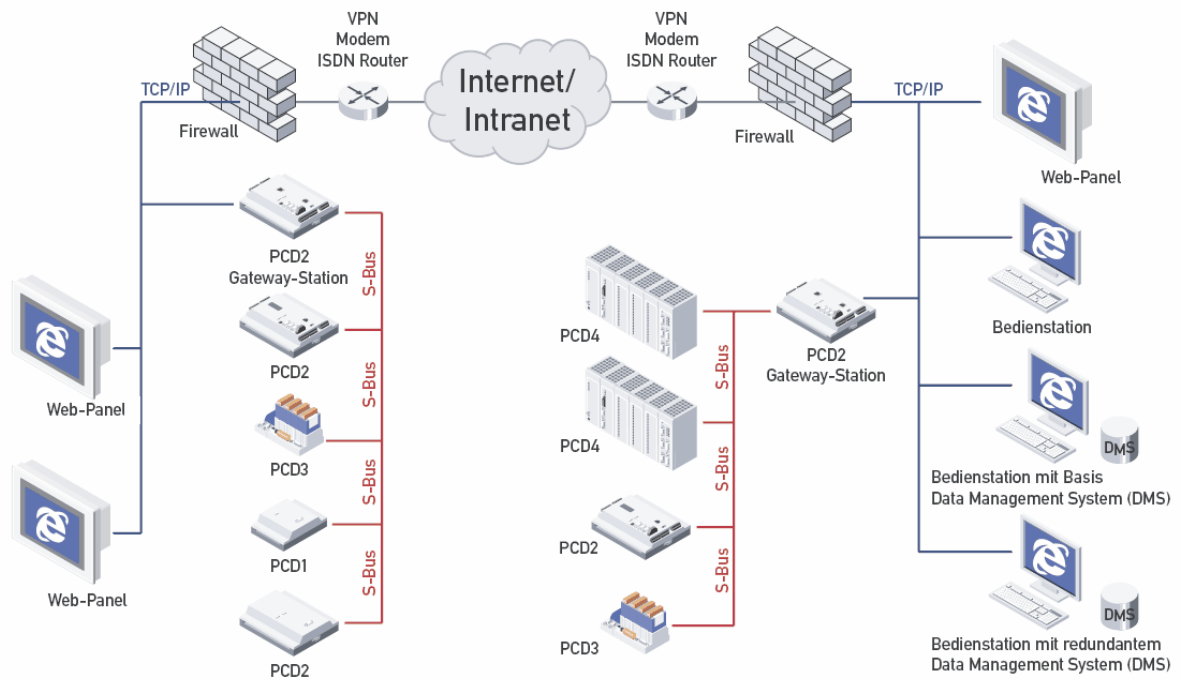 VPN
Modem
ISDN Router
TCP/IP
Firewall
Internet/
Intranet
VPN
Modem
ISDN Router
Firewall
TCP/IP
Web-Panel
PCD2
Gateway-Station
S-Bus
PCD2
S-Bus
PCD3
S-Bus
PCD1
S-Bus
PCD2
Web-Panel
Web-Panel
PCD4
S-Bus
PCD4
S-Bus
PCD2
S-Bus
PCD3
PCD2
Gateway-Station
Bedienstation
DMS
Bedienstation mit Basis
Data Management System (DMS)
DMS
Bedienstation mit redundantem
Data Management System (DMS)